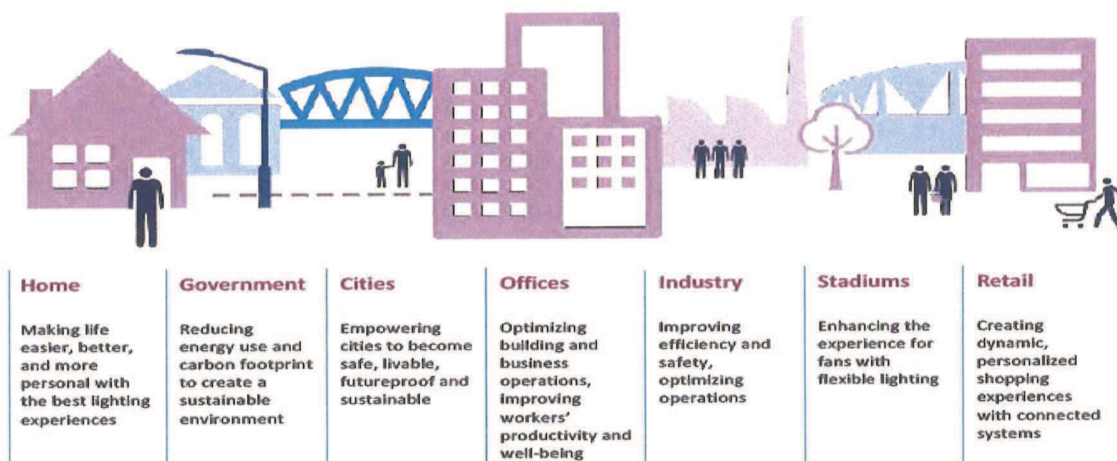 Home
Making life
easier, better,
and more
personal with
the best lighting
experiences
Government
Reducing
energy use and
carbon footprint
to create a
sustainable
environment
Cities
Empowering
cities to become
safe, livable,
futureproof and
sustainable
Offices
Optimizing
building and
business
operations,
improving
workers'
productivity and
well-being
Industry
Improving
efficiency and
safety,
optimizing
operations
Stadiums
Enhancing the
experience for
fans with
flexible lighting
Retail
Creating
dynamic,
personalized
shopping
experiences
with connected
systems